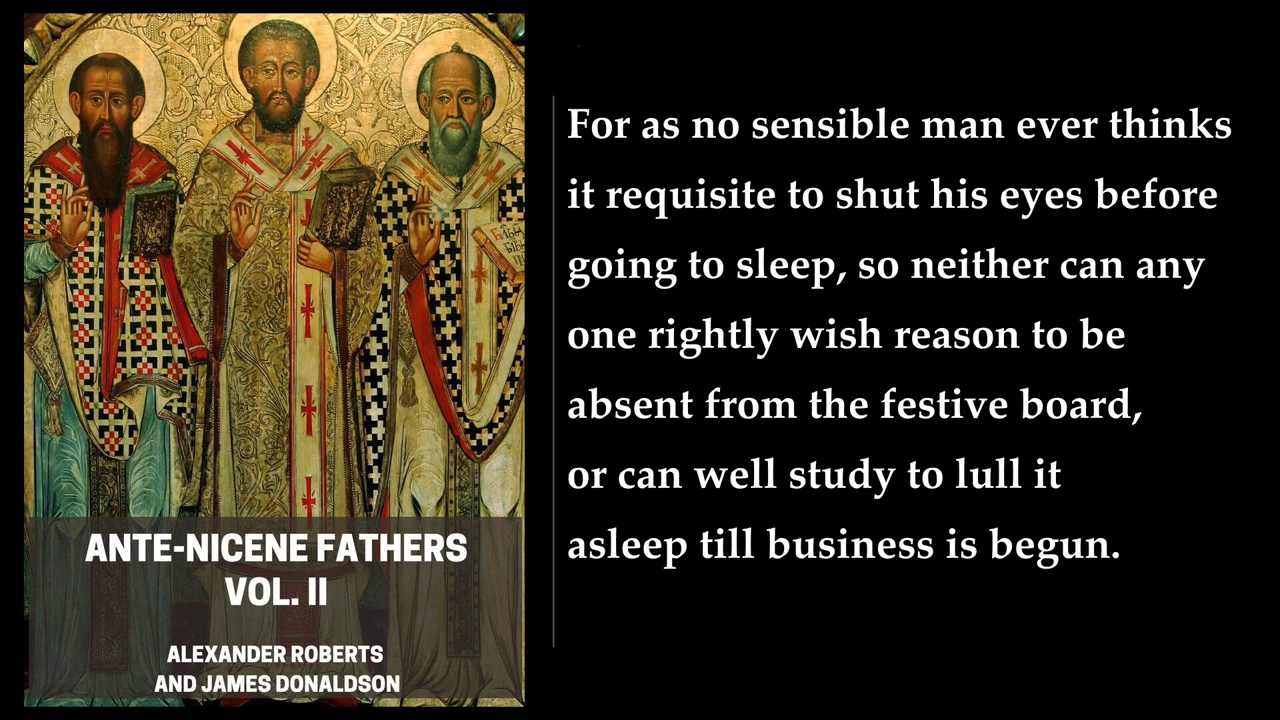 ANTE-NICENE FATHERS
VOL. II
ALEXANDER ROBERTS
AND JAMES DONALDSON
For as no sensible man ever thinks
it requisite to shut his eyes before
going to sleep, so neither can any
one rightly wish reason to be
absent from the festive board,
or can well study to lull it
asleep till business is begun.